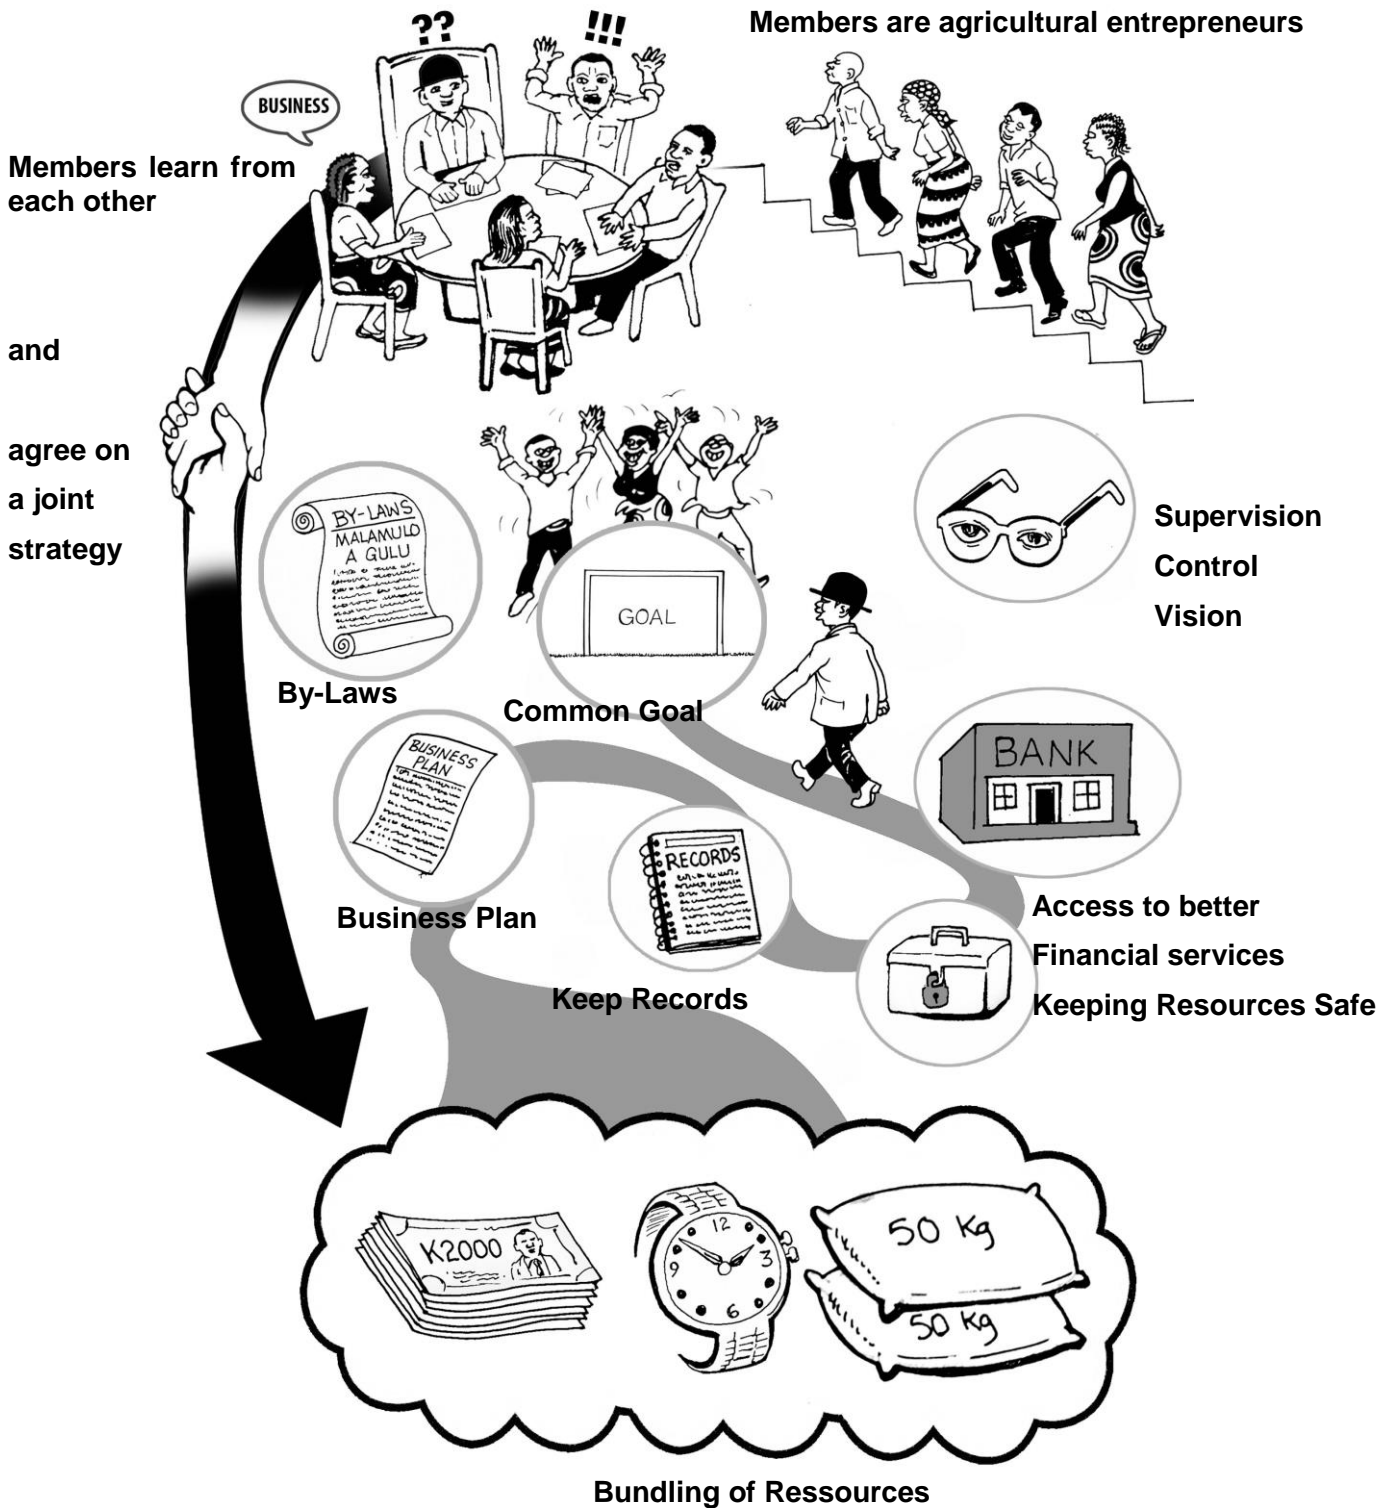 ??
!!!
Members are agricultural entrepreneurs
BUSINESS
Members learn from
each other
and
agree on
a joint
strategy
BY-LAWS
MALAMULO
A GULU
GOAL
Supervision
Control
Vision
By-Laws
Common Goal
BUSINESS
PLAN
BANK
RECORDS
Business Plan
Access to better
Financial services
Keep Records
Keeping Resources Safe
K2000
12
3
6
9
50 Kg
50 Kg
Bundling of Ressources